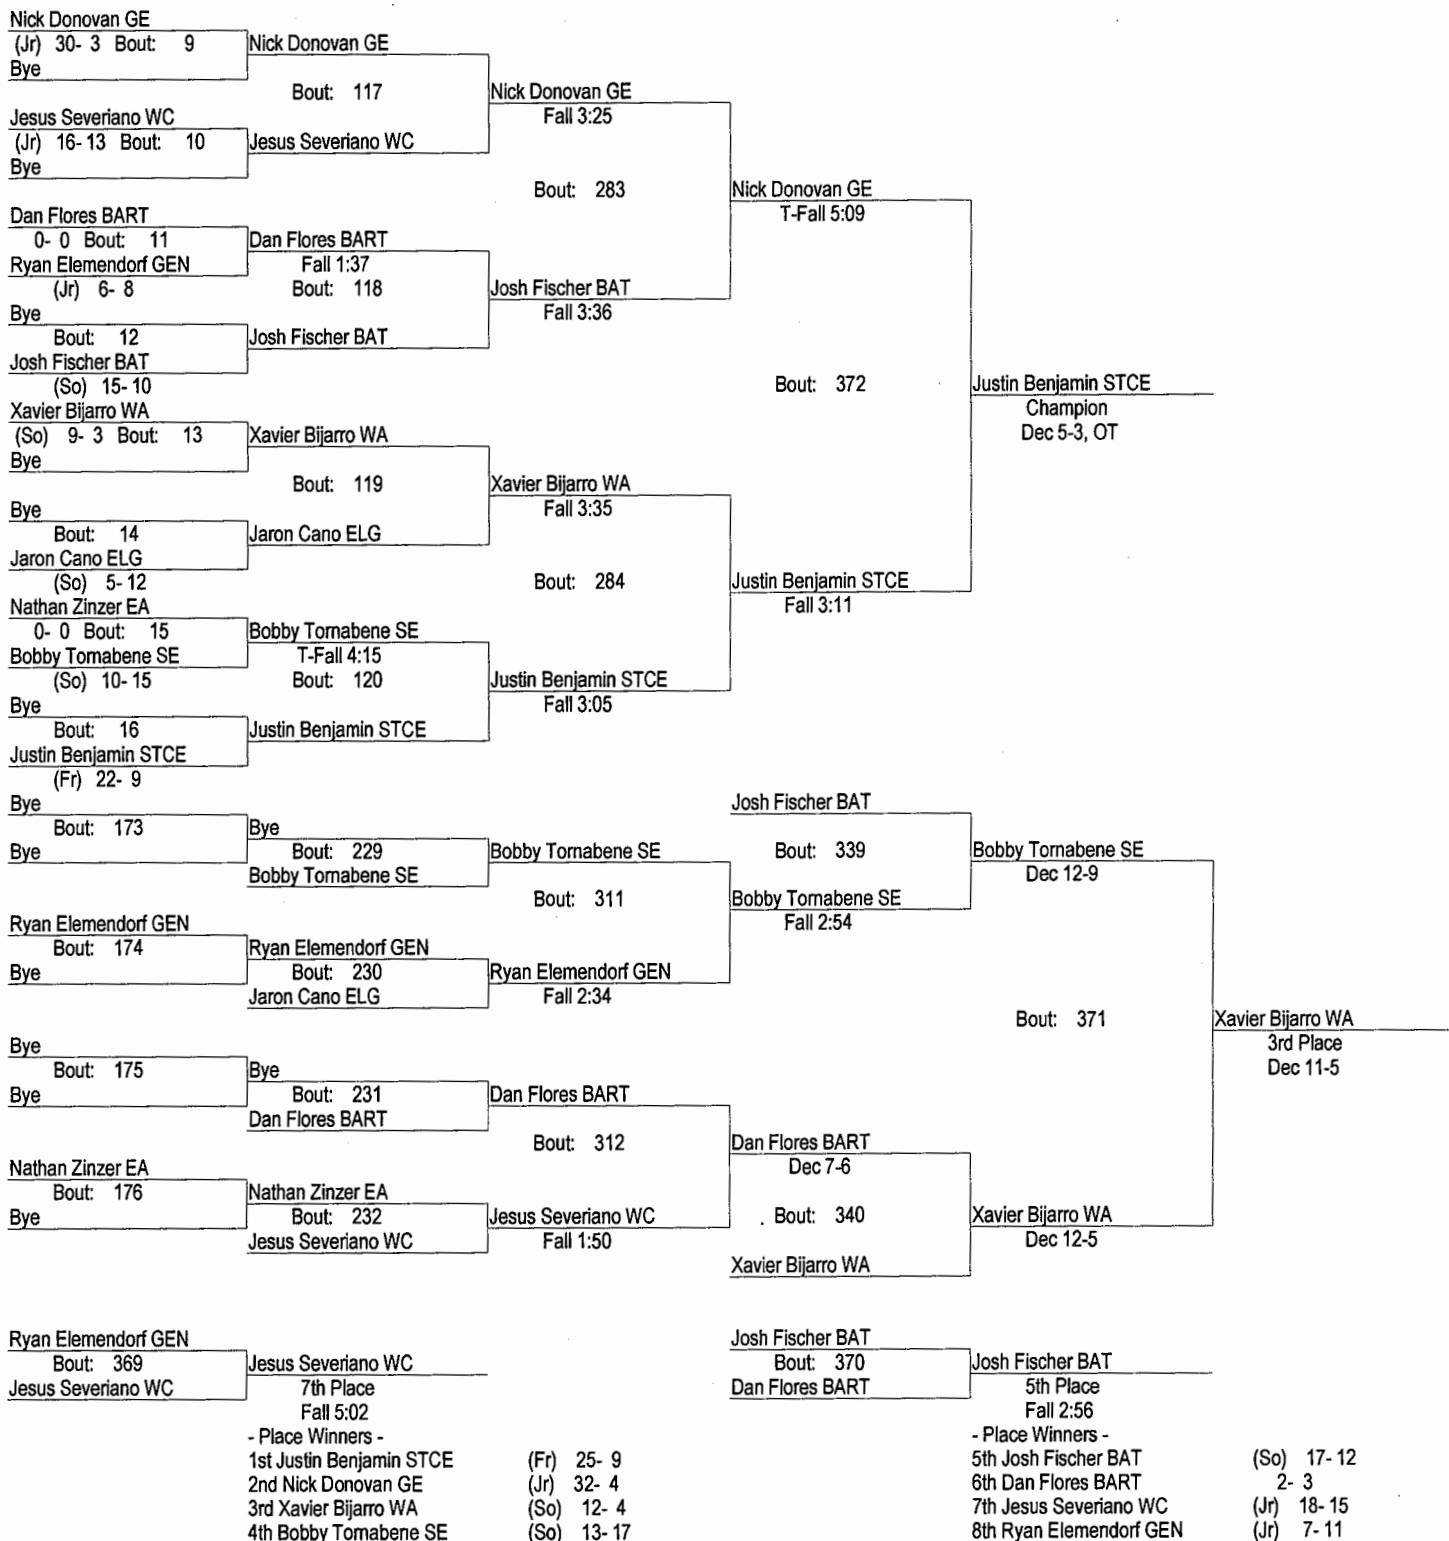 Nick Donovan GE
(Jr) 30- 3 Bout: 9
Bye
Nick Donovan GE
Bout: 117
Jesus Severiano WC
(Jr) 16- 13 Bout: 10
Bye
Jesus Severiano WC
Nick Donovan GE
Fall 3:25
Bout: 283
Dan Flores BART
0- 0 Bout: 11
Ryan Elemendorf GEN
(Jr) 6- 8
Dan Flores BART
Fall 1:37
Bout: 118
Bye
Bout: 12
Josh Fischer BAT
(So) 15- 10
Josh Fischer BAT
Josh Fischer BAT
Fall 3:36
Nick Donovan GE
T-Fall 5:09
Bout: 372
Xavier Bijarro WA
(So) 9- 3 Bout: 13
Bye
Xavier Bijarro WA
Bout: 119
Bye
Bout: 14
Jaron Cano ELG
(So) 5- 12
Jaron Cano ELG
Xavier Bijarro WA
Fall 3:35
Bout: 284
Nathan Zinzer EA
0- 0 Bout: 15
Bobby Tornabene SE
(So) 10- 15
Bobby Tornabene SE
T-Fall 4:15
Bout: 120
Bye
Bout: 16
Justin Benjamin STCE
(Fr) 22- 9
Justin Benjamin STCE
Justin Benjamin STCE
Fall 3:05
Justin Benjamin STCE
Fall 3:11
Justin Benjamin STCE
Champion
Dec 5-3, OT
Bye
Bout: 173
Bye
Bye
Bout: 229
Bobby Tornabene SE
Bobby Tornabene SE
Bout: 311
Ryan Elemendorf GEN
Bout: 174
Bye
Ryan Elemendorf GEN
Bout: 230
Jaron Cano ELG
Ryan Elemendorf GEN
Fall 2:34
Josh Fischer BAT
Bout: 339
Bobby Tornabene SE
Fall 2:54
Bobby Tornabene SE
Dec 12-9
Bout: 371
Bye
Bout: 175
Bye
Bye
Bout: 231
Dan Flores BART
Dan Flores BART
Bout: 312
Nathan Zinzer EA
Bout: 176
Bye
Nathan Zinzer EA
Bout: 232
Jesus Severiano WC
Jesus Severiano WC
Fall 1:50
Dan Flores BART
Dec 7-6
Bout: 340
Xavier Bijarro WA
Xavier Bijarro WA
Dec 12-5
Xavier Bijarro WA
3rd Place
Dec 11-5
Ryan Elemendorf GEN
Bout: 369
Jesus Severiano WC
Jesus Severiano WC
7th Place
Fall 5:02
Josh Fischer BAT
Bout: 370
Dan Flores BART
Josh Fischer BAT
5th Place
Fall 2:56
- Place Winners -
1st Justin Benjamin STCE (Fr) 25- 9
2nd Nick Donovan GE (Jr) 32- 4
3rd Xavier Bijarro WA (So) 12- 4
4th Bobby Tornabene SE (So) 13- 17
- Place Winners -
5th Josh Fischer BAT (So) 17- 12
6th Dan Flores BART 2- 3
7th Jesus Severiano WC (Jr) 18- 15
8th Ryan Elemendorf GEN (Jr) 7- 11